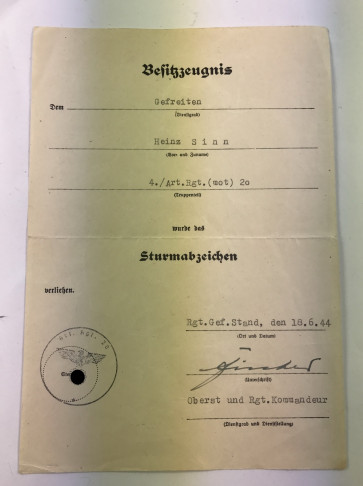 Besitzzeugnis
Dem Gefreiten
(Dienstgrad)
Heinz Sinn
(Vor- und Zuname)
4./Art.Rgt.(mot) 20
(Truppenteil)
wurde das
Sturmabzeichen
verliehen.
Rgt.Gef.Stand, den 18.6.44
(Ort und Datum)
(Unterschrift)
Oberst und Rgt.Kommandeur
(Dienstgrad und Dienststellung)